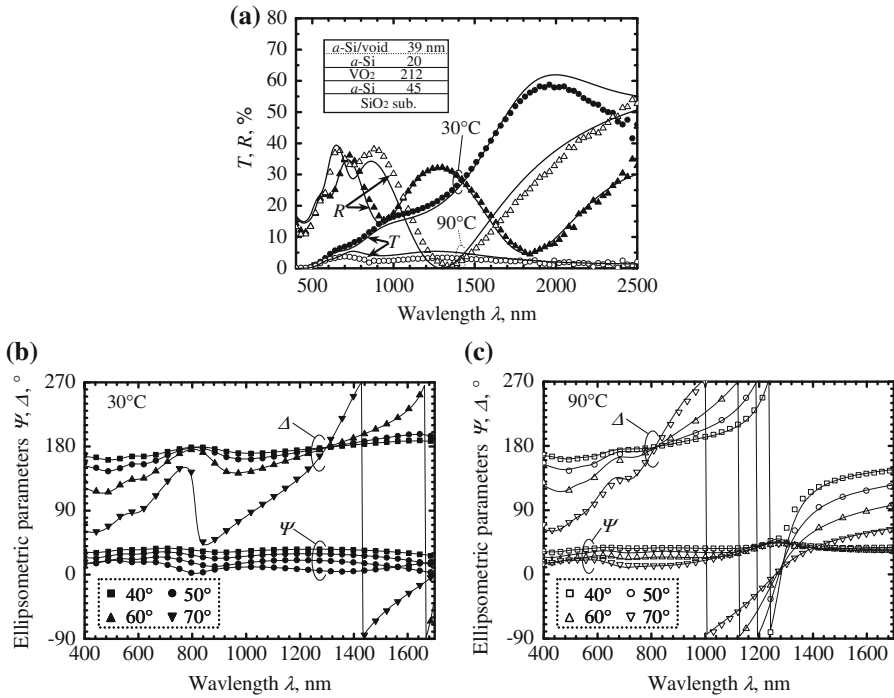 (a)
80
70
60
50
40
30
20
10
0
T, R, %
a-Si/void 39 nm
a-Si 20
VO2 212
a-Si 45
SiO2 sub.
30°C
R
90°C
T
500 1000 1500 2000 2500
Wavlength λ, nm
(b)
270
180
90
0
-90
Ellipsometric parameters Ψ, Δ, °
30°C
Δ
Ψ
40° 50°
60° 70°
400 600 800 1000 1200 1400 1600
Wavelength λ, nm
(c)
270
180
90
0
-90
Ellipsometric parameters Ψ, Δ, °
90°C
Δ
Ψ
40° 50°
60° 70°
400 600 800 1000 1200 1400 1600
Wavelength λ, nm